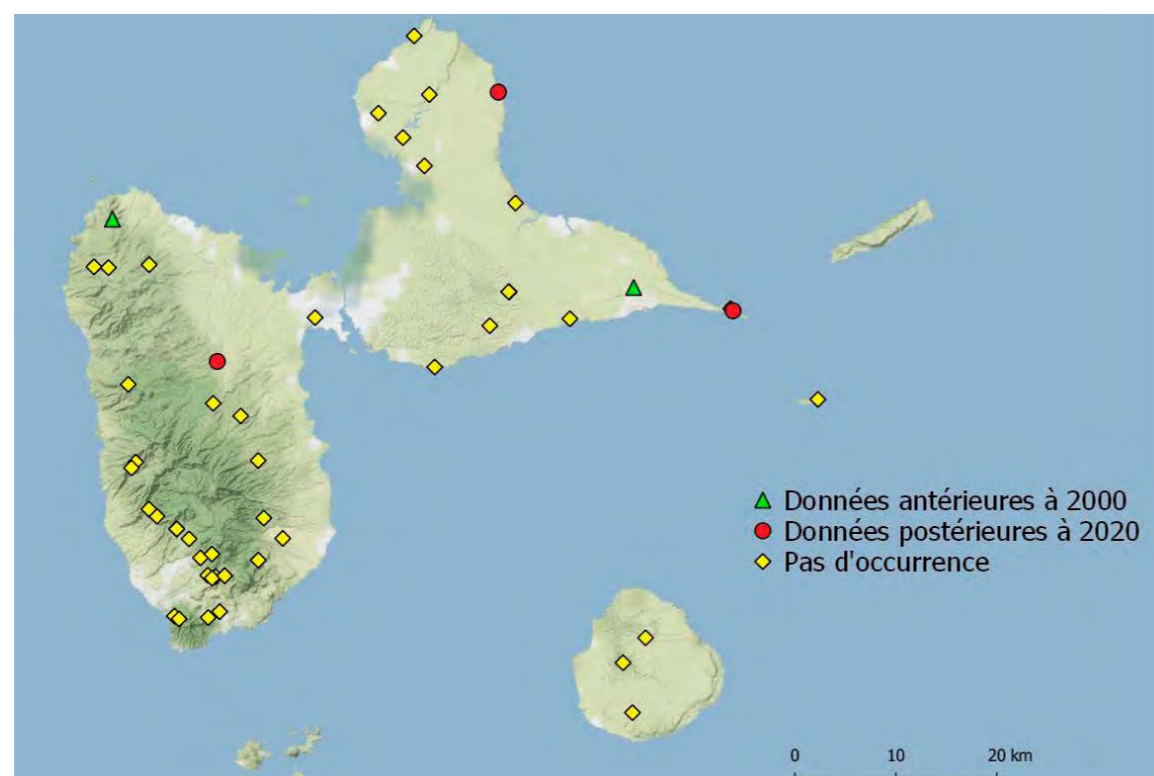 Données antérieures à 2000
Données postérieures à 2020
Pas d'occurrence
0 10 20 km